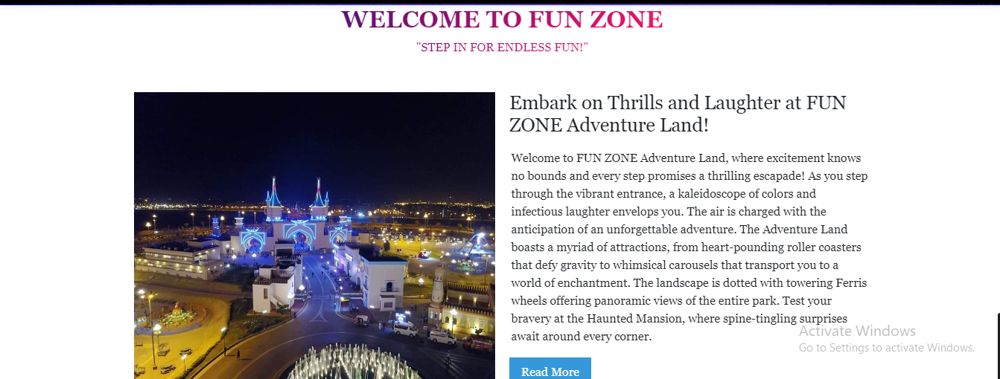 WELCOME TO FUN ZONE
"STEP IN FOR ENDLESS FUN!"
Embark on Thrills and Laughter at FUN
ZONE Adventure Land!
Welcome to FUN ZONE Adventure Land, where excitement knows
no bounds and every step promises a thrilling escapade! As you step
through the vibrant entrance, a kaleidoscope of colors and
infectious laughter envelops you. The air is charged with the
anticipation of an unforgettable adventure. The Adventure Land
boasts a myriad of attractions, from heart-pounding roller coasters
that defy gravity to whimsical carousels that transport you to a
world of enchantment. The landscape is dotted with towering Ferris
wheels offering panoramic views of the entire park. Test your
bravery at the Haunted Mansion, where spine-tingling surprises
await around every corner.
Read More
Activate Windows
Go to Settings to activate Windows.